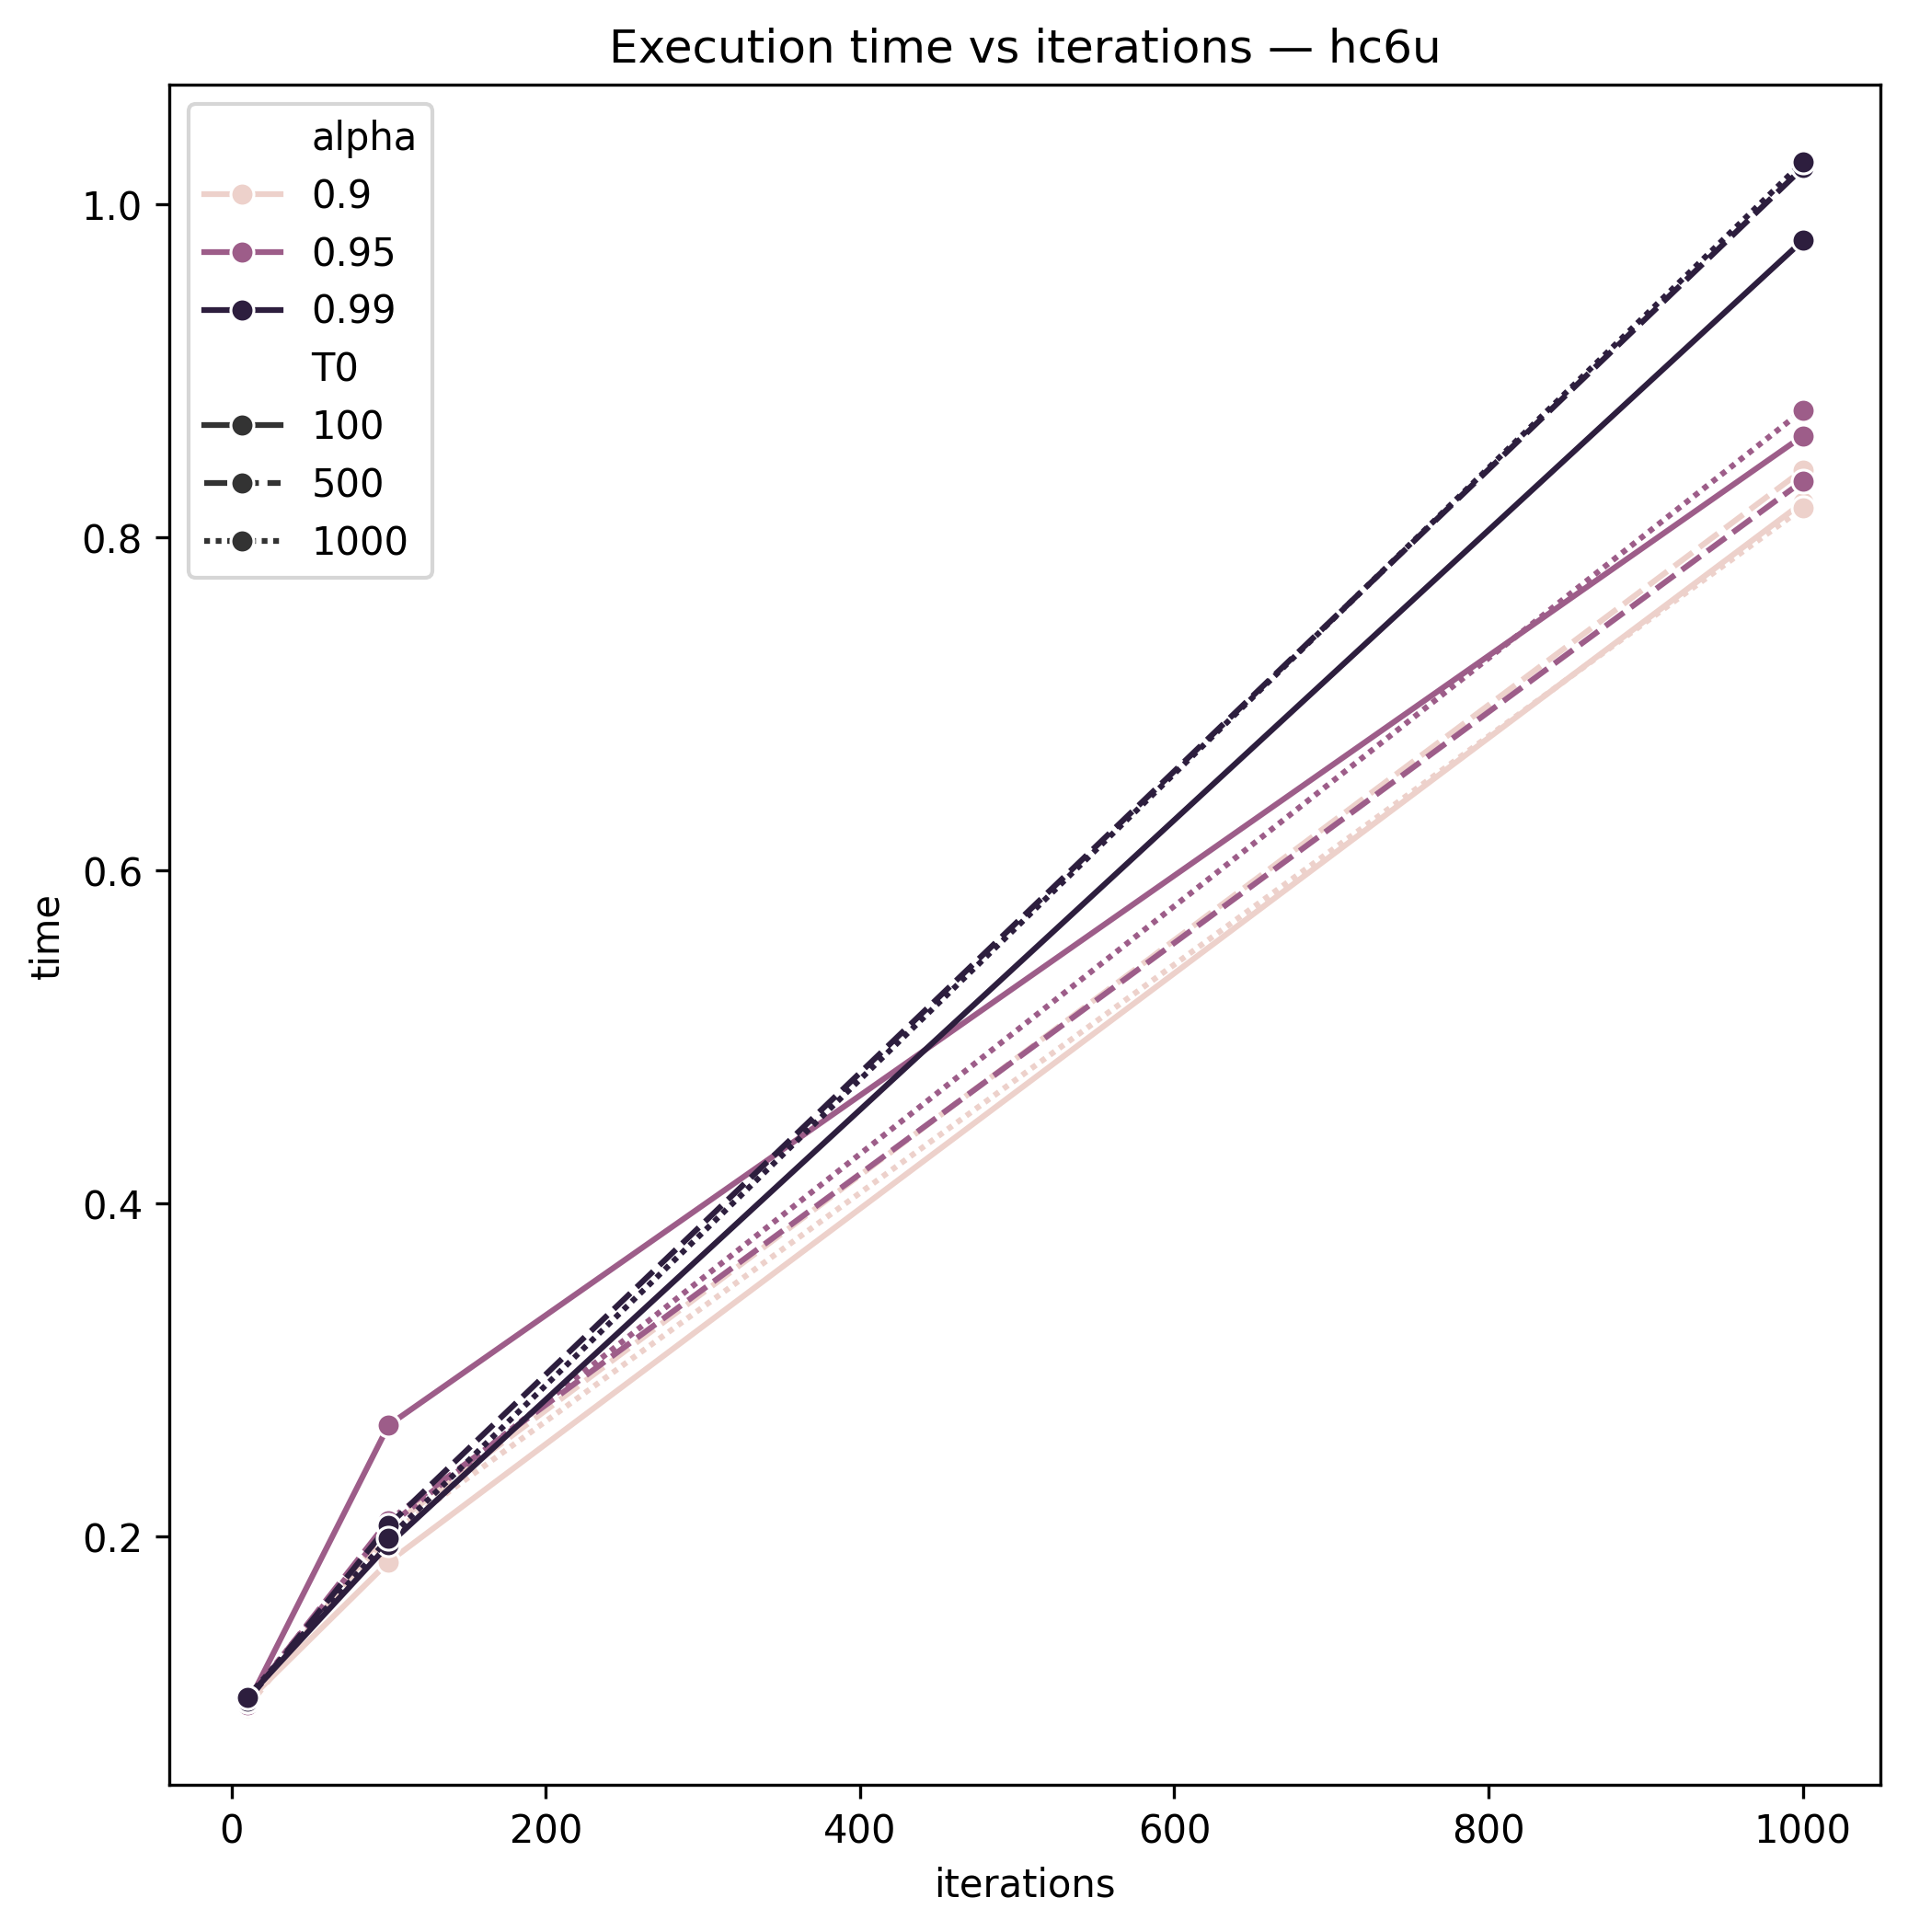 Execution time vs iterations — hc6u
alpha
0.9
0.95
0.99
T0
100
500
1000
1.0
0.8
0.6
0.4
0.2
time
0 200 400 600 800 1000
iterations